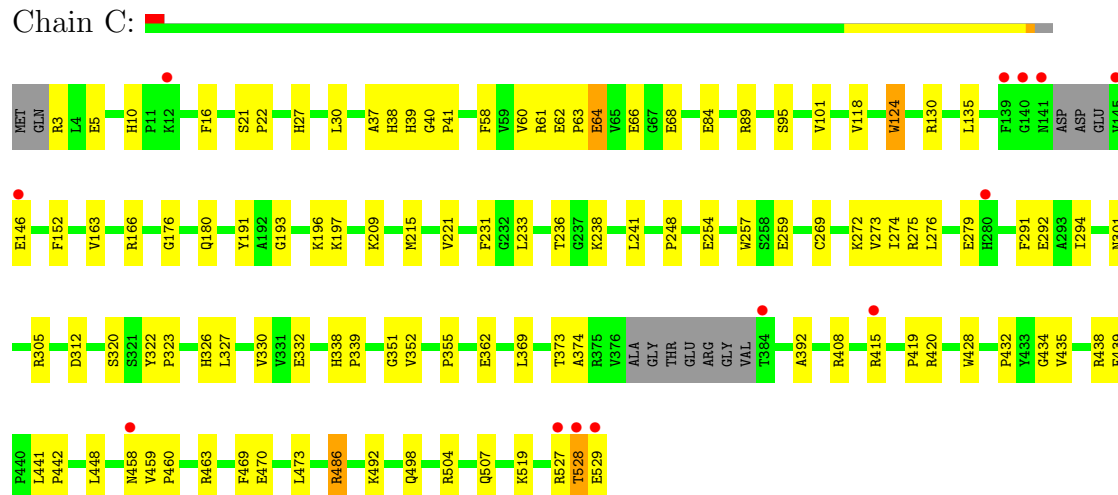 Chain C:
MET GLN R3 L4 E5 H10 P11 K12 F16 S21 P22 H27 L30 A37 H38 H39 G40 P41 F58 V59 V60 R61 E62 P63 E64 V65 E66 G67 E68 E84 R89 S95 V101 V118 W124 R130 L135 F139 G140 N141 ASP ASP GLU V145
E146 F152 V163 R166 G176 Q180 Y191 A192 G193 K196 K197 K209 M215 V221 F231 G232 L233 T236 G237 K238 L241 P248 E254 W257 S258 E259 C269 K272 V273 I274 R275 L276 E279 H280 F291 E292 A293 I294 N301
R305 D312 S320 S321 Y322 P323 H326 L327 V330 V331 E332 H338 P339 G351 V352 P355 E362 L369 T373 A374 R375 V376 ALA GLY THR GLU ARG GLY VAL T384 A392 R408 R415 P419 R420 W428 P432 Y433 G434 V435 R438
P440 L441 P442 L448 N458 V459 P460 R463 F469 E470 L473 R486 K492 Q498 R504 Q507 K519 R527 T528 E529